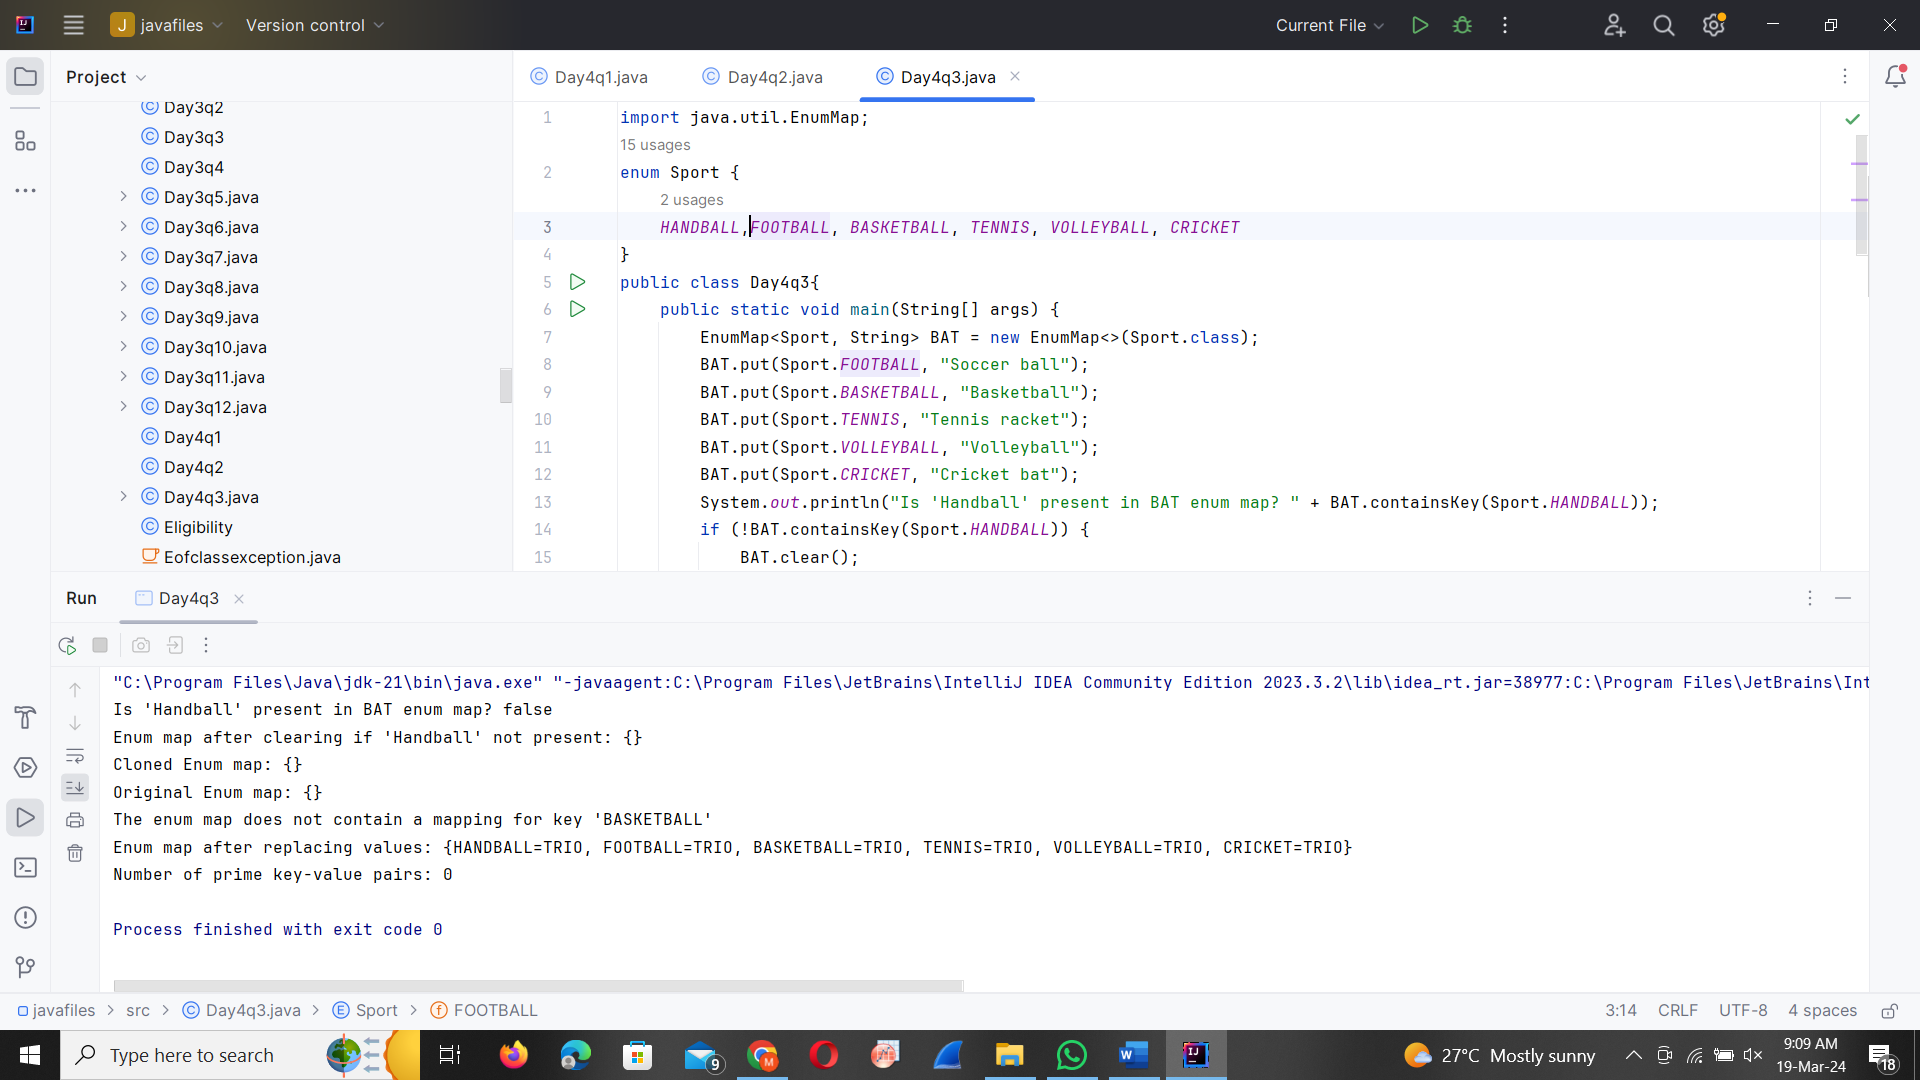 J javafiles Version control Current File
Project
Day4q1.java Day4q2.java Day4q3.java
Day3q2
Day3q3
Day3q4
Day3q5.java
Day3q6.java
Day3q7.java
Day3q8.java
Day3q9.java
Day3q10.java
Day3q11.java
Day3q12.java
Day4q1
Day4q2
Day4q3.java
Eligibility
Eofclassexception.java
1 import java.util.EnumMap;
15 usages
2 enum Sport {
2 usages
3 HANDBALL,FOOTBALL, BASKETBALL, TENNIS, VOLLEYBALL, CRICKET
4 }
5 public class Day4q3{
6 public static void main(String[] args) {
7 EnumMap<Sport, String> BAT = new EnumMap<>(Sport.class);
8 BAT.put(Sport.FOOTBALL, "Soccer ball");
9 BAT.put(Sport.BASKETBALL, "Basketball");
10 BAT.put(Sport.TENNIS, "Tennis racket");
11 BAT.put(Sport.VOLLEYBALL, "Volleyball");
12 BAT.put(Sport.CRICKET, "Cricket bat");
13 System.out.println("Is 'Handball' present in BAT enum map? " + BAT.containsKey(Sport.HANDBALL));
14 if (!BAT.containsKey(Sport.HANDBALL)) {
15 BAT.clear();
Run Day4q3
"C:\Program Files\Java\jdk-21\bin\java.exe" "-javaagent:C:\Program Files\JetBrains\IntelliJ IDEA Community Edition 2023.3.2\lib\idea_rt.jar=38977:C:\Program Files\JetBrains\Int
Is 'Handball' present in BAT enum map? false
Enum map after clearing if 'Handball' not present: {}
Cloned Enum map: {}
Original Enum map: {}
The enum map does not contain a mapping for key 'BASKETBALL'
Enum map after replacing values: {HANDBALL=TRIO, FOOTBALL=TRIO, BASKETBALL=TRIO, TENNIS=TRIO, VOLLEYBALL=TRIO, CRICKET=TRIO}
Number of prime key-value pairs: 0
Process finished with exit code 0
javafiles > src > Day4q3.java > Sport > FOOTBALL 3:14 CRLF UTF-8 4 spaces
Type here to search 9 27°C Mostly sunny 9:09 AM
19-Mar-24 18